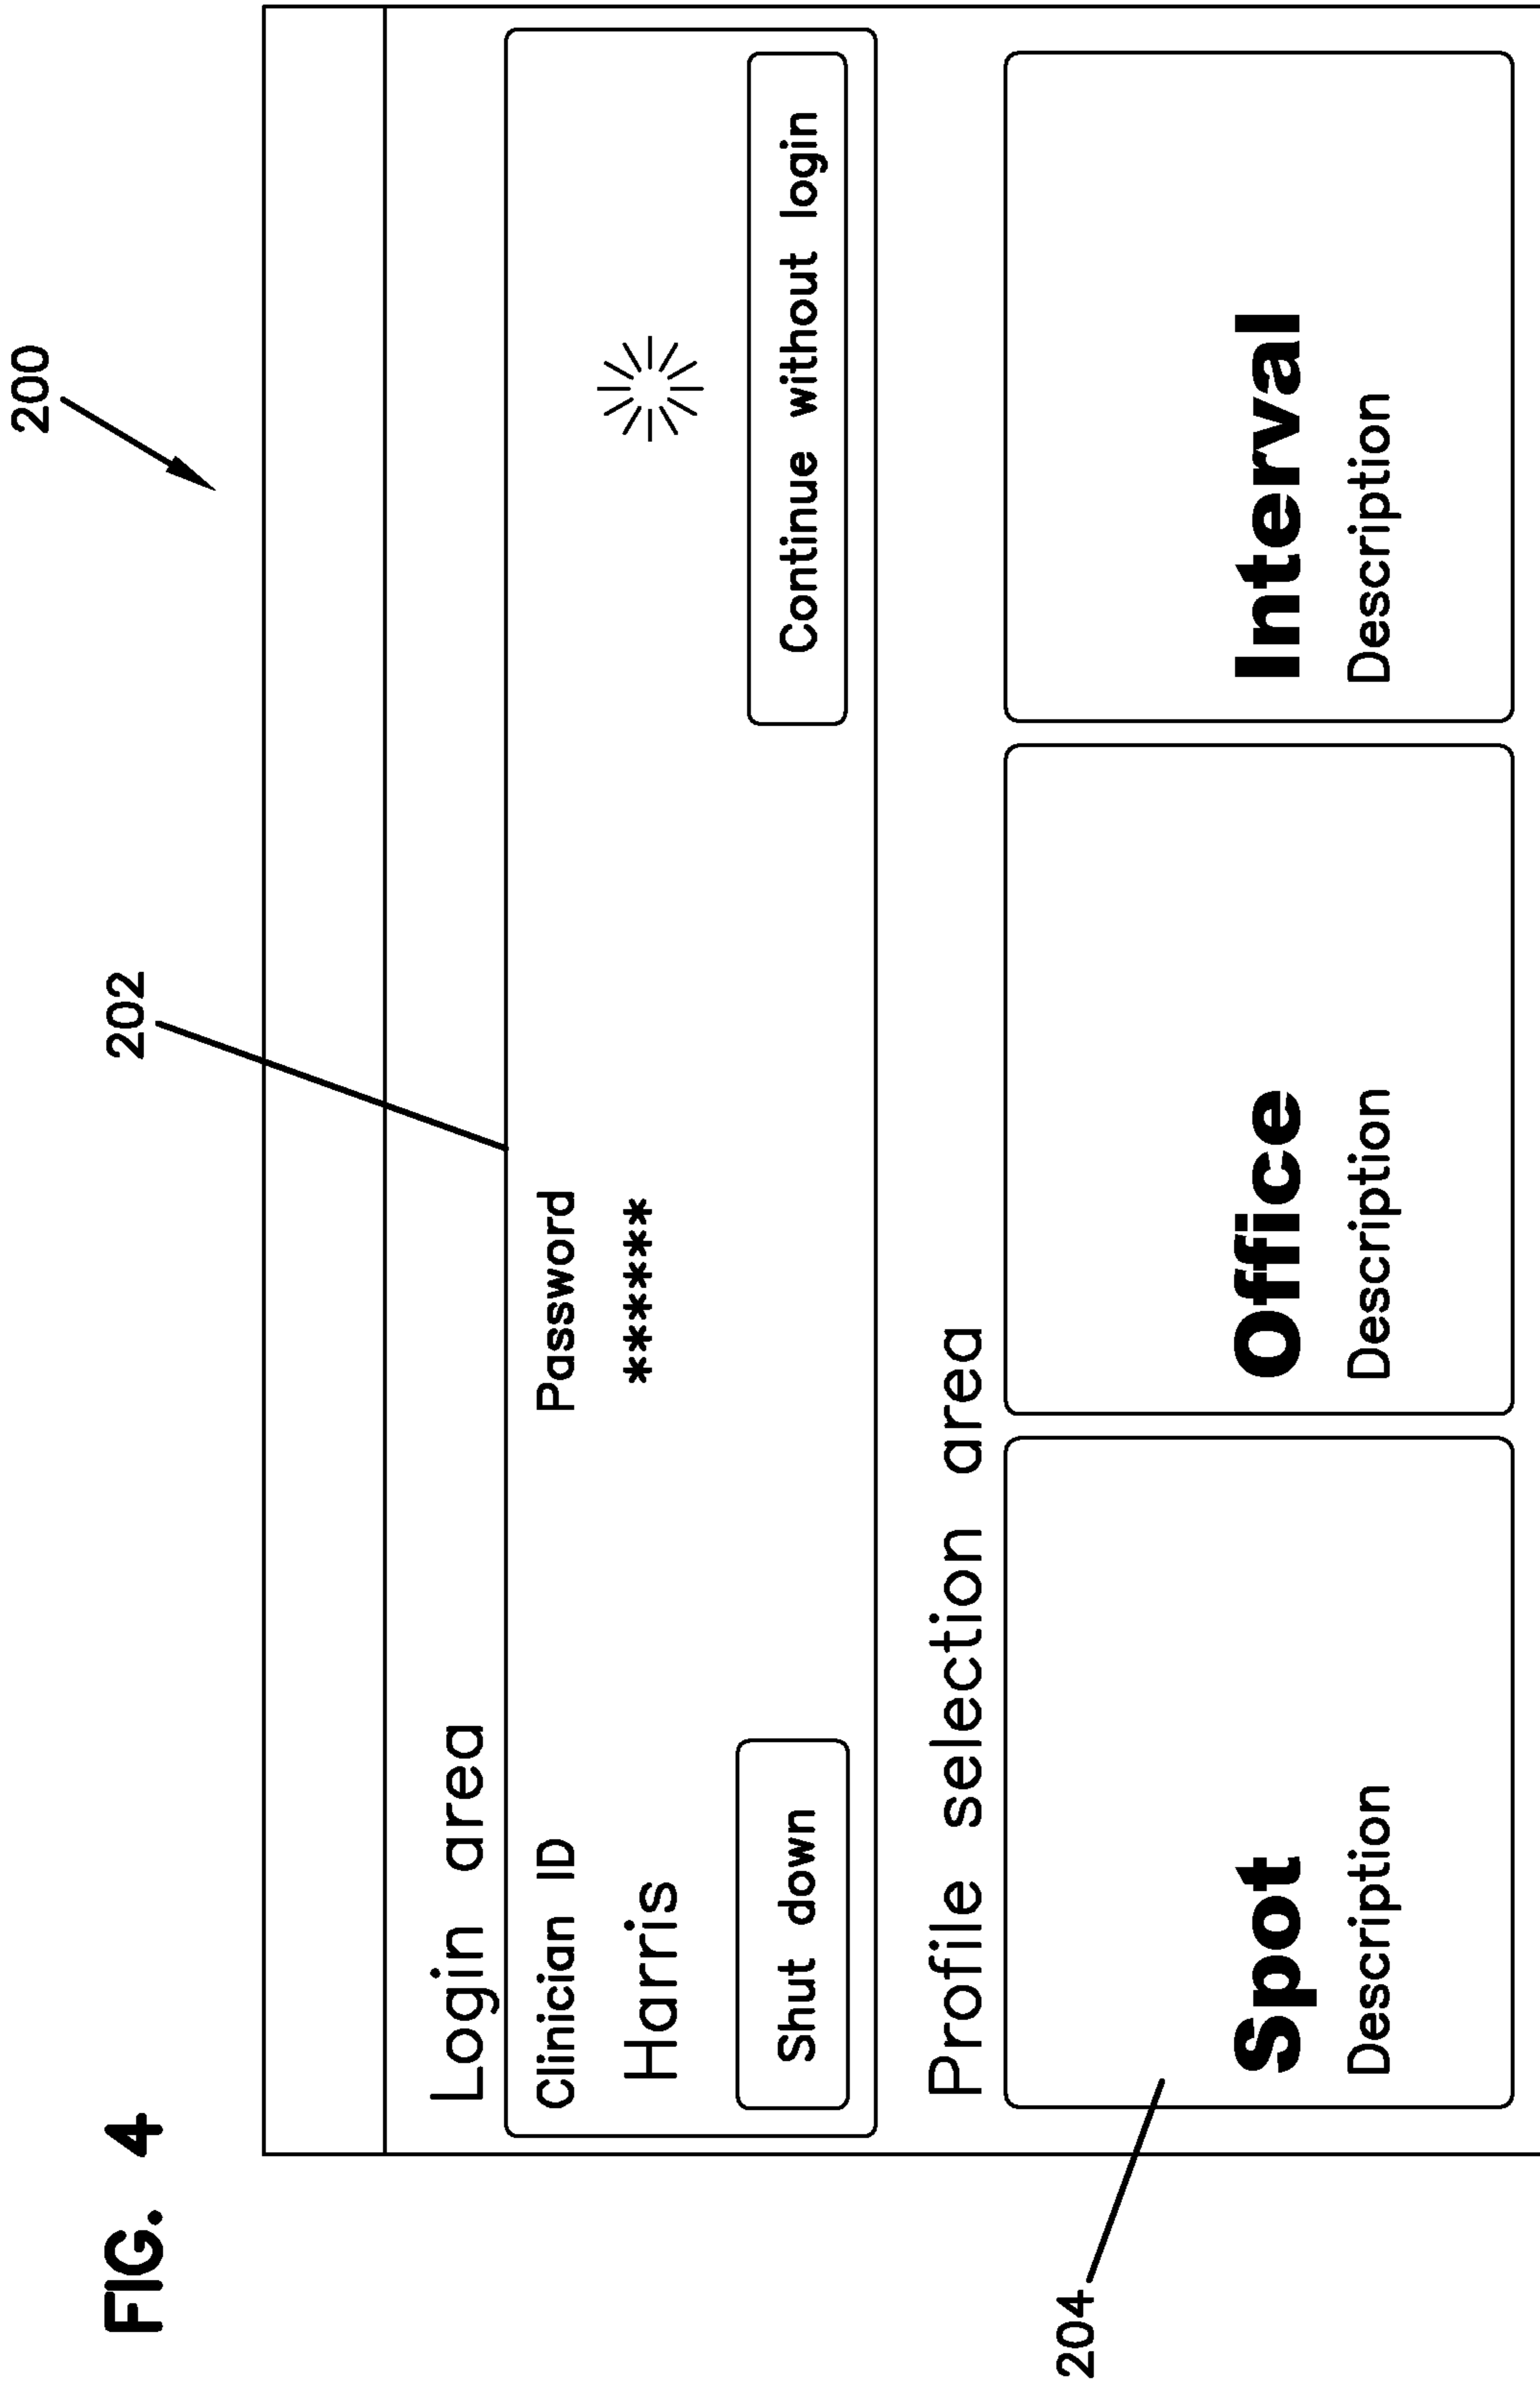 FIG. 4
200
202
Login area
Clinician ID Password
Harris ******
Shut down Continue without login
Profile selection area
204
Spot Office Interval
Description Description Description